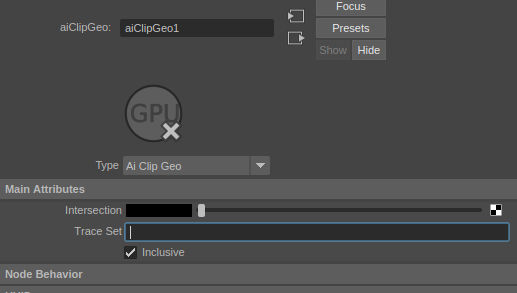 Focus
aiClipGeo: aiClipGeo1
Presets
Show Hide
GPU
Type Ai Clip Geo
Main Attributes
Intersection
Trace Set
Inclusive
Node Behavior